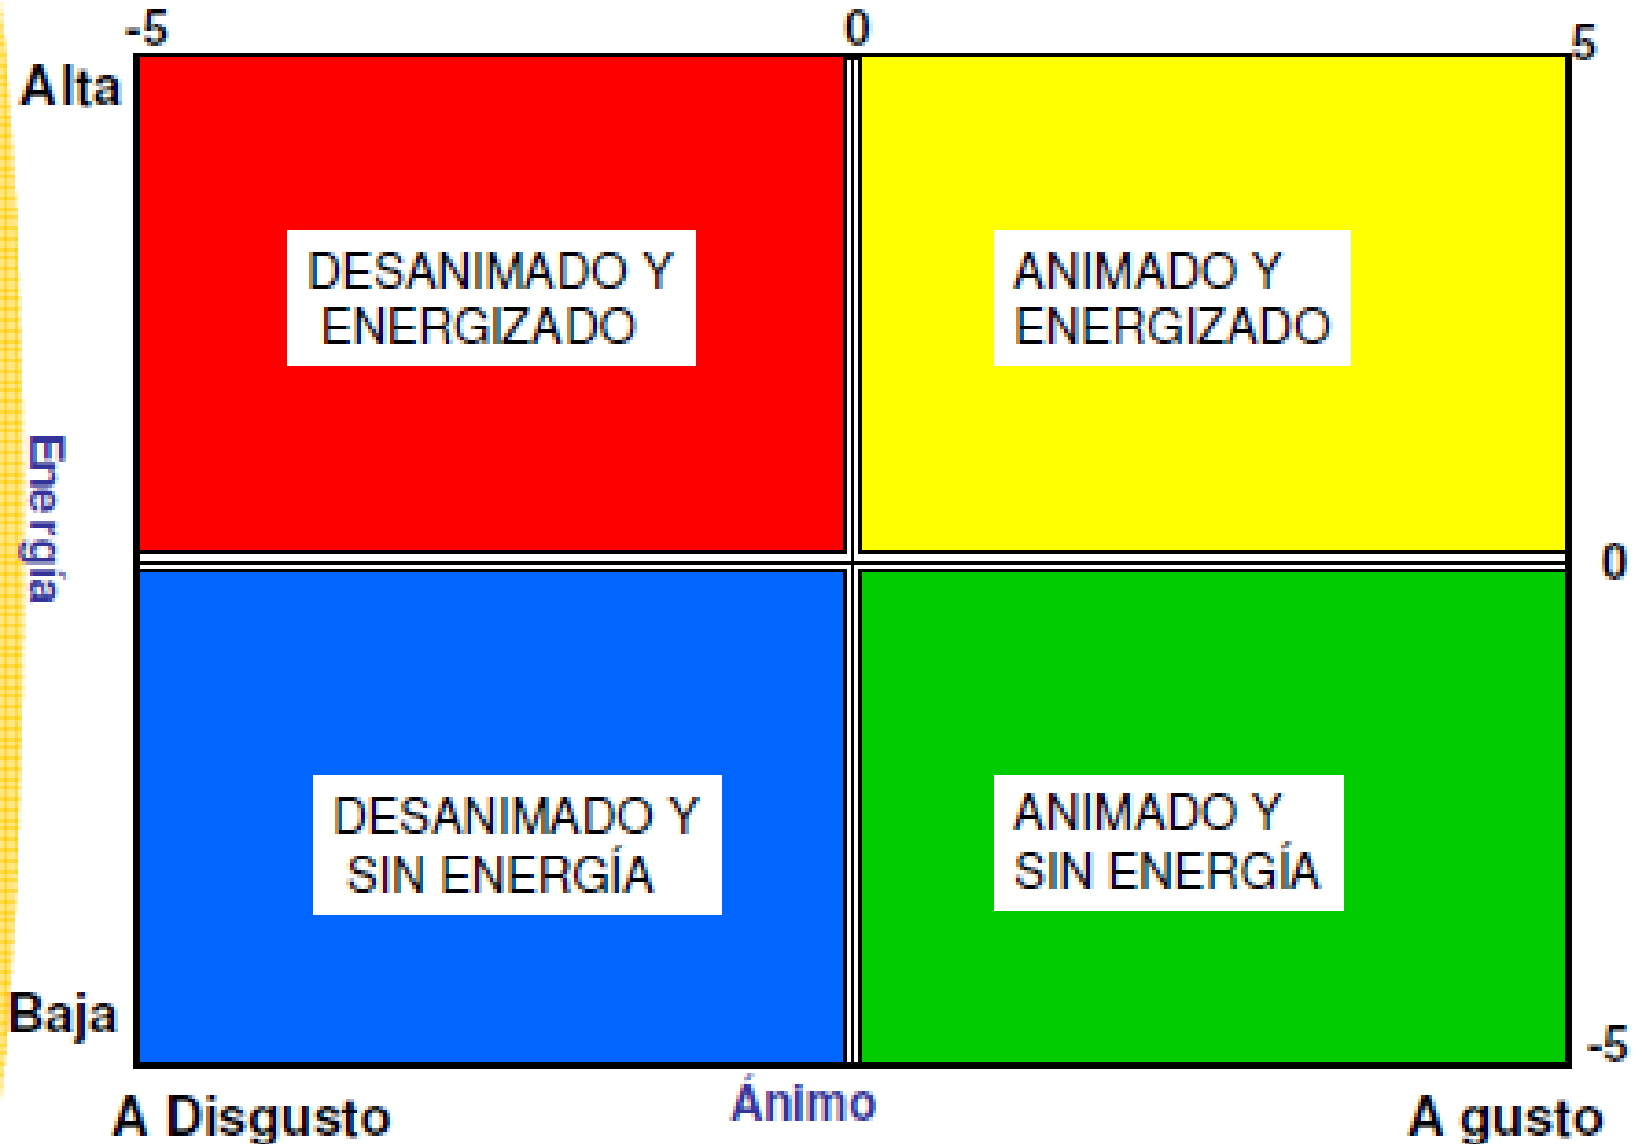 -5
0
5
Alta
DESANIMADO Y
ENERGIZADO
ANIMADO Y
ENERGIZADO
Energía
0
DESANIMADO Y
SIN ENERGÍA
ANIMADO Y
SIN ENERGÍA
Baja
-5
A Disgusto
Ánimo
A gusto